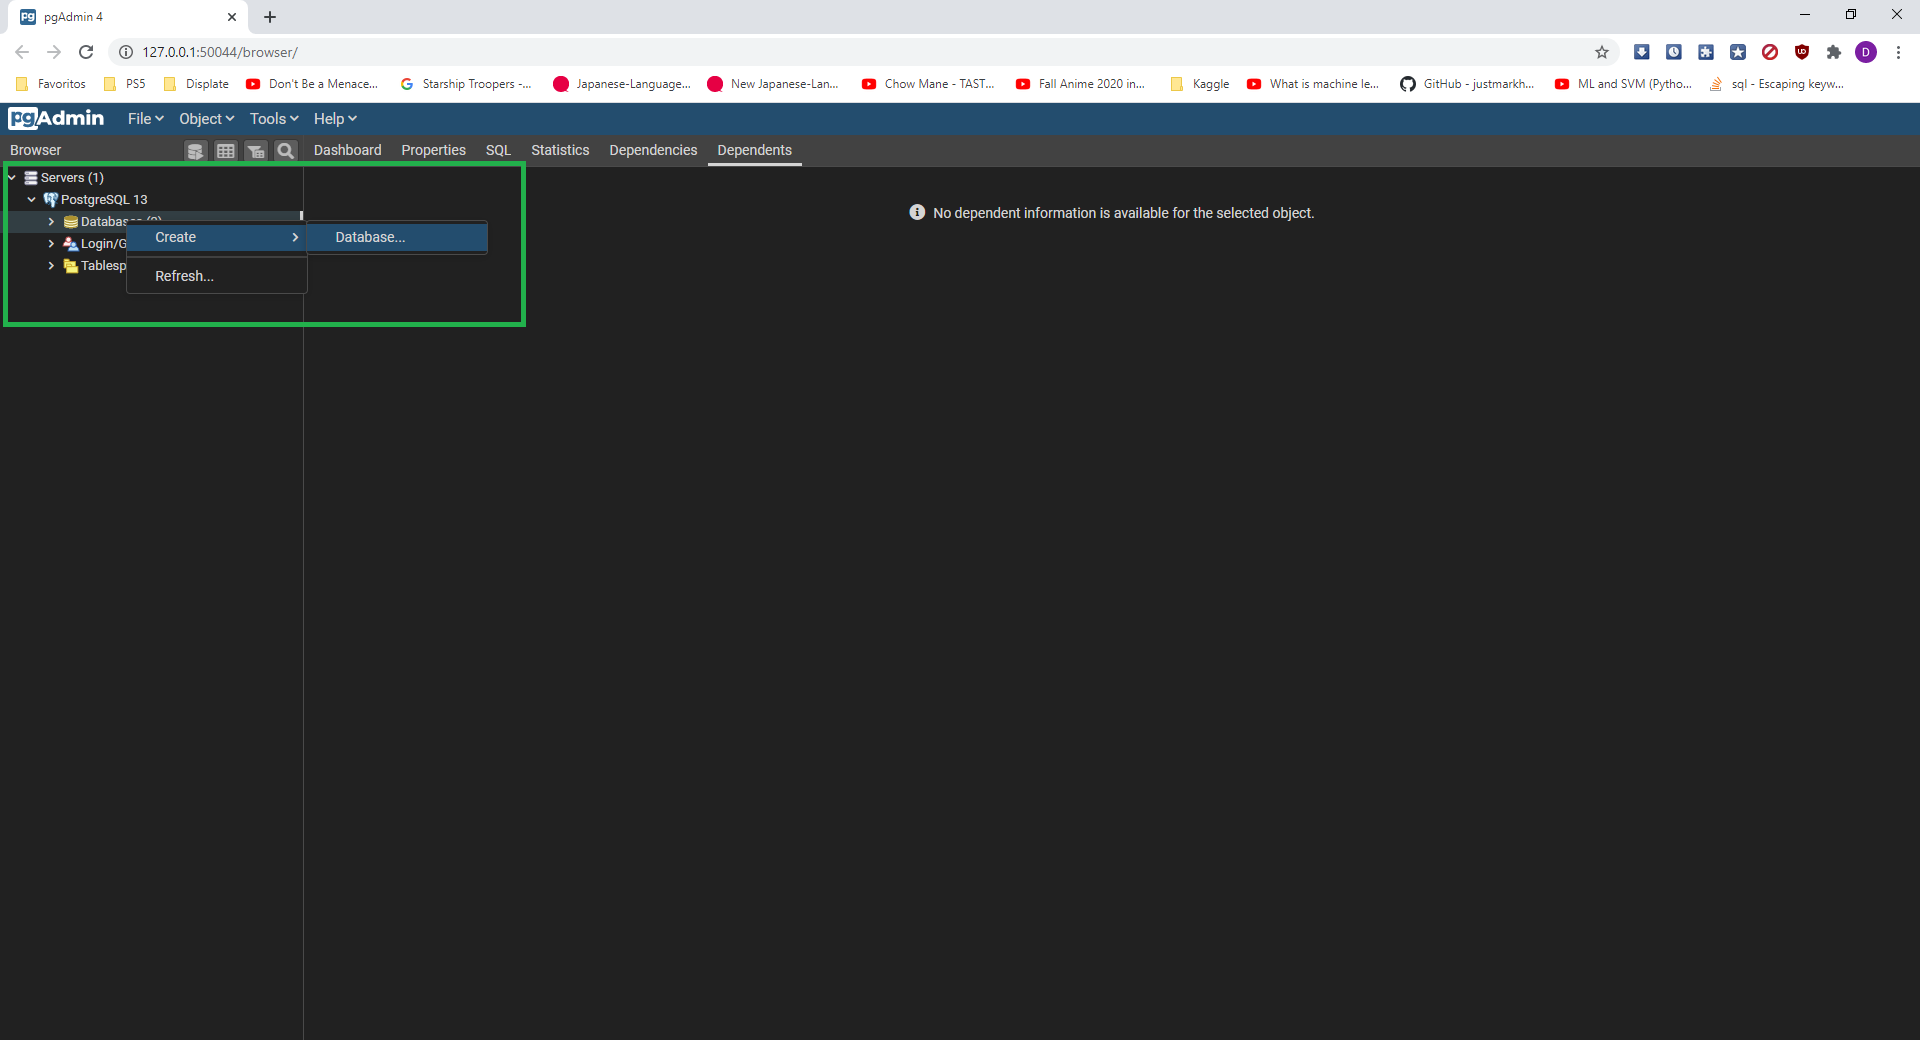 pgAdmin 4
127.0.0.1:50044/browser/
Favoritos PS5 Displate Don't Be a Menace... Starship Troopers -... Japanese-Language... New Japanese-Lan... Chow Mane - TAST... Fall Anime 2020 in... Kaggle What is machine le... GitHub - justmarkh... ML and SVM (Pytho... sql - Escaping keyw...
D
pgAdmin File Object Tools Help
Browser Dashboard Properties SQL Statistics Dependencies Dependents
Servers (1)
PostgreSQL 13
Databas
Login/G
Tablesp
Create Database...
Refresh...
No dependent information is available for the selected object.